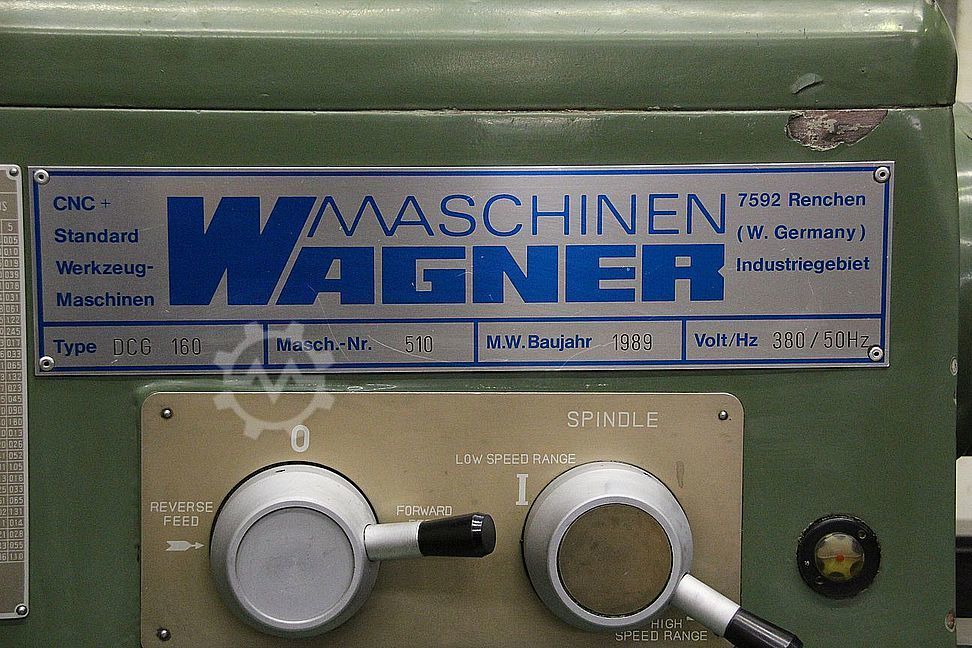 CNC +
Standard
Werkzeug-
Maschinen
MASCHINEN
WAGNER
7592 Renchen
(W. Germany)
Industriegebiet
Type DCG 160
Masch.-Nr. 510
M.W. Baujahr 1989
Volt/Hz 380/50Hz
0
SPINDLE
LOW SPEED RANGE
I
REVERSE
FEED
FORWARD
HIGH
SPEED RANGE